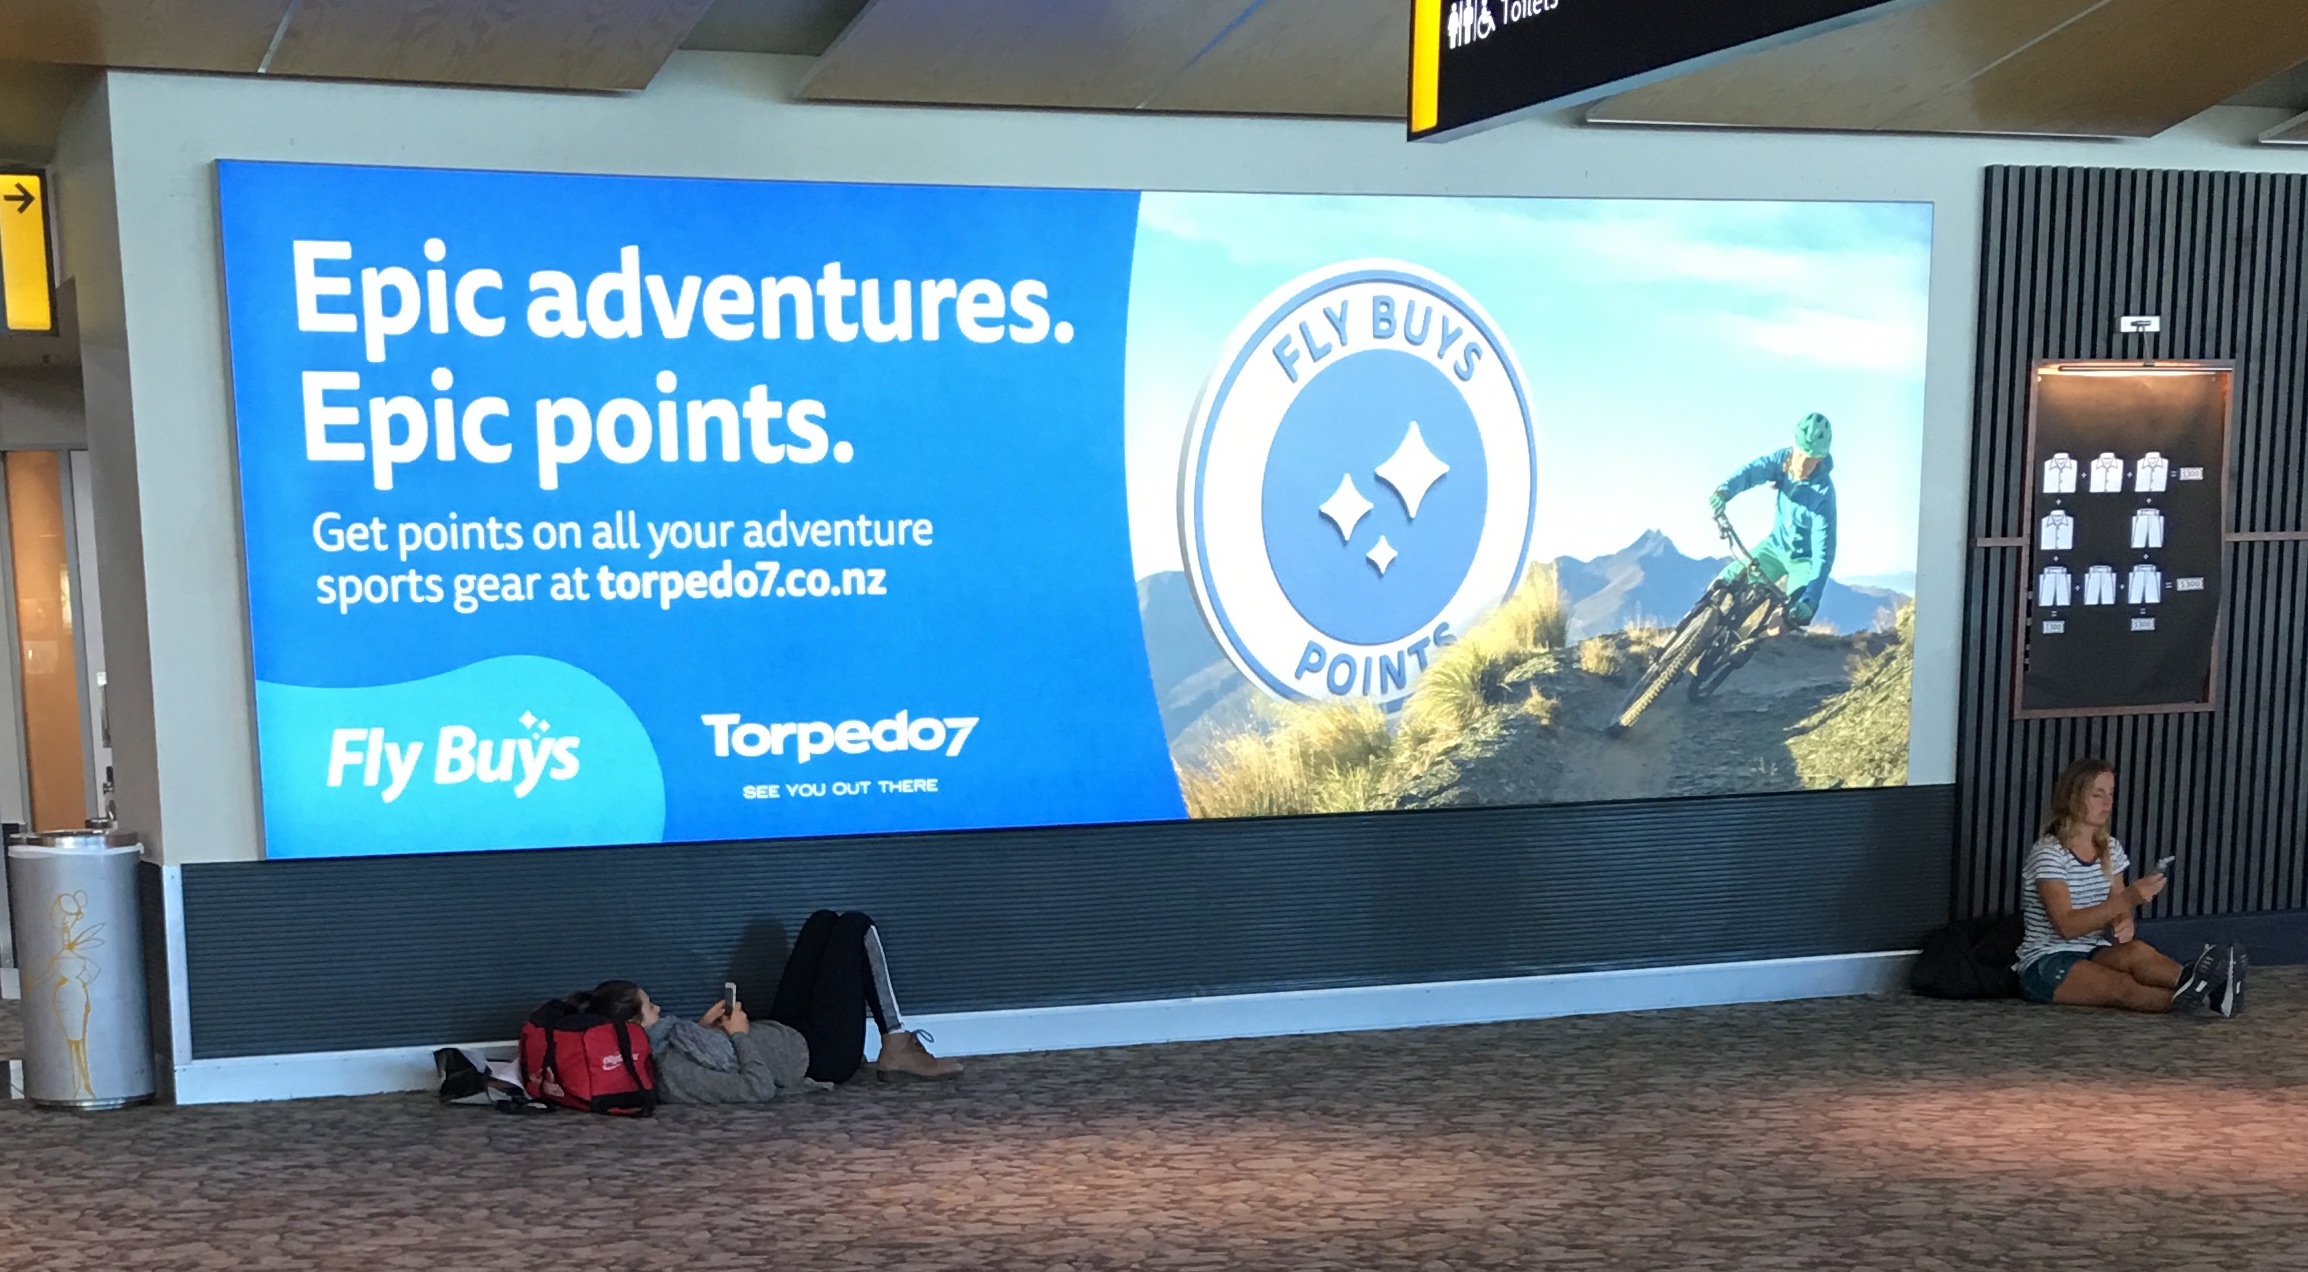 Toilets
Epic adventures.
Epic points.
Get points on all your adventure
sports gear at torpedo7.co.nz
Fly Buys
Torpedo7
SEE YOU OUT THERE
FLY BUYS
POINTS